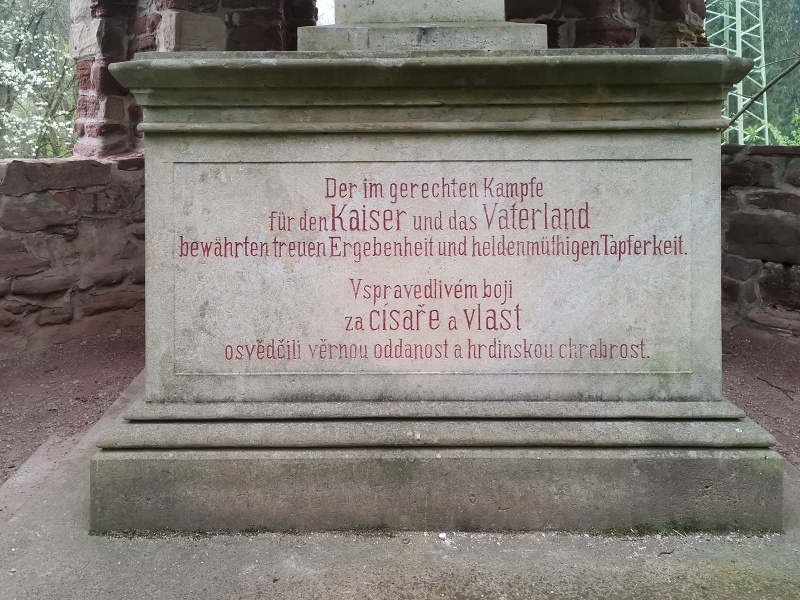 Der im gerechten Kampfe
für den Kaiser und das Vaterland
bewährten treuen Ergebenheit und heldenmüthigen Tapferkeit.
V spravedlivém boji
za císaře a vlast
osvědčili věrnou oddanost a hrdinskou chrabrost.